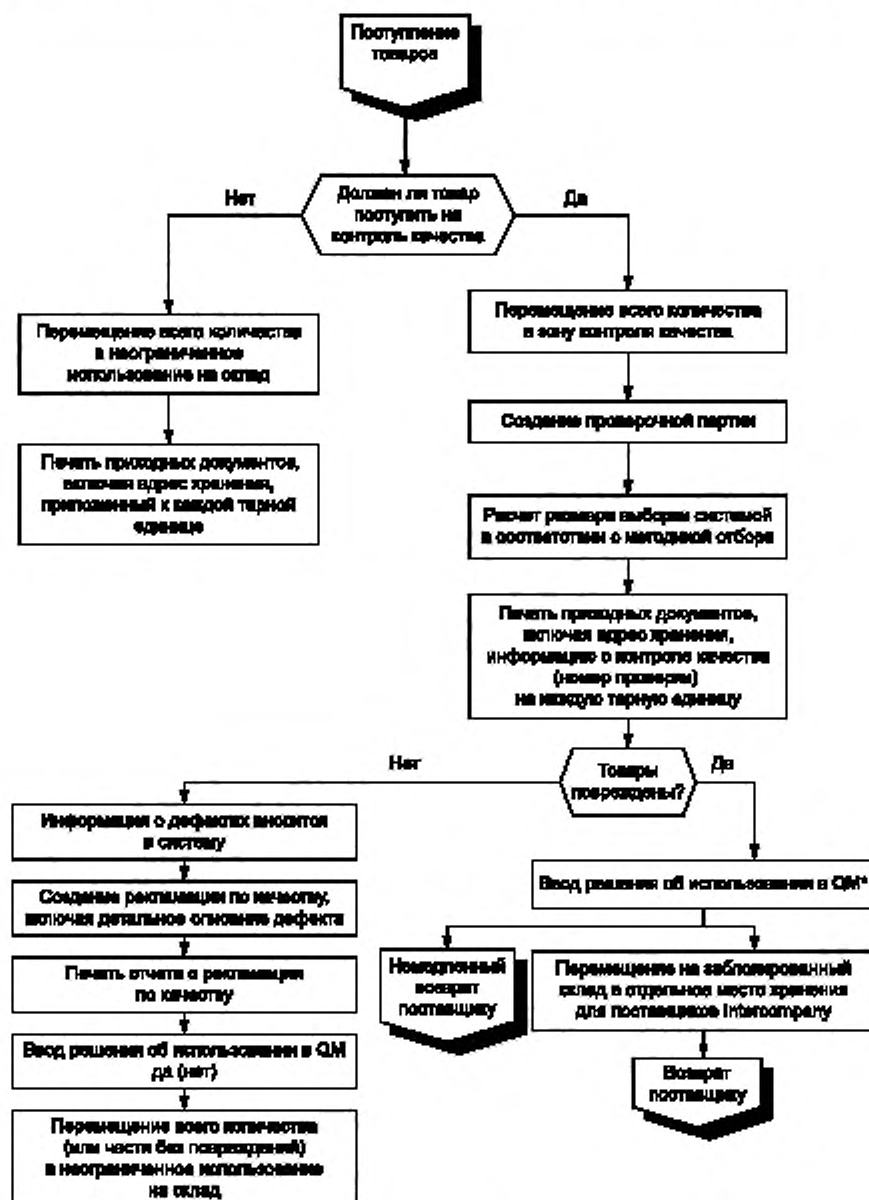 Поступление
товаров
Должен ли товар
поступить на
контроль качества
Нет
Да
Перемещение всего количества
в неограниченное
использование на склад
Перемещение всего количества
в зону контроля качества
Печать приходных документов,
включая адрес хранения,
приложенный к каждой тарной
единице
Создание проверочной партии
Расчет размера выборки системой
в соответствии с методикой отбора
Печать приходных документов,
включая адрес хранения,
информацию о контроле качества
(номер проверки)
на каждую тарную единицу
Товары
повреждены?
Нет
Да
Информация о дефектах вносится
в систему
Создание рекламации по качеству,
включая детальное описание дефекта
Печать отчета о рекламации
по качеству
Ввод решения об использовании в QM
да (нет)
Перемещение всего количества
(или части без повреждений)
в неограниченное использование
на склад
Ввод решения об использовании в QM*
Немедленный
возврат
поставщику
Перемещение на заблокированный
склад в отдельное место хранения
для поставщиков Intercompany
Возврат
поставщику